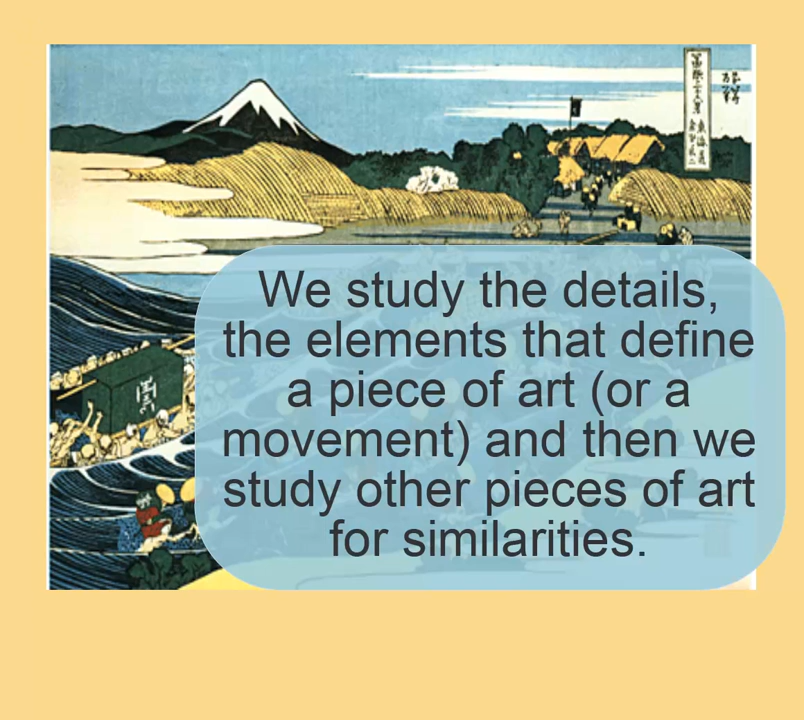 We study the details,
the elements that define
a piece of art (or a
movement) and then we
study other pieces of art
for similarities.